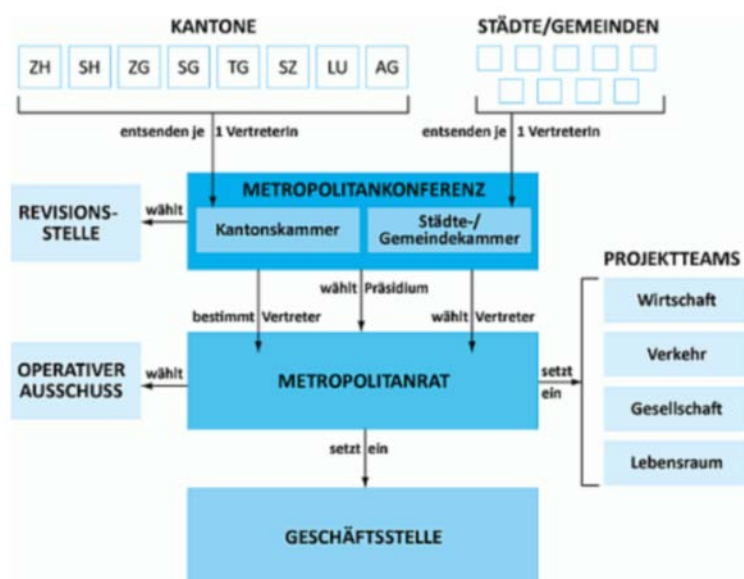 KANTONE
STÄDTE/GEMEINDEN
ZH SH ZG SG TG SZ LU AG
entsenden je 1 VertreterIn
entsenden je 1 VertreterIn
METROPOLITANKONFERENZ
REVISIONS-
STELLE
wählt
Kantonskammer
Städte-/
Gemeindekammer
PROJEKTTEAMS
wählt Präsidium
bestimmt Vertreter
wählt Vertreter
Wirtschaft
OPERATIVER
AUSSCHUSS
wählt
METROPOLITANRAT
setzt
ein
Verkehr
Gesellschaft
Lebensraum
setzt ein
GESCHÄFTSSTELLE